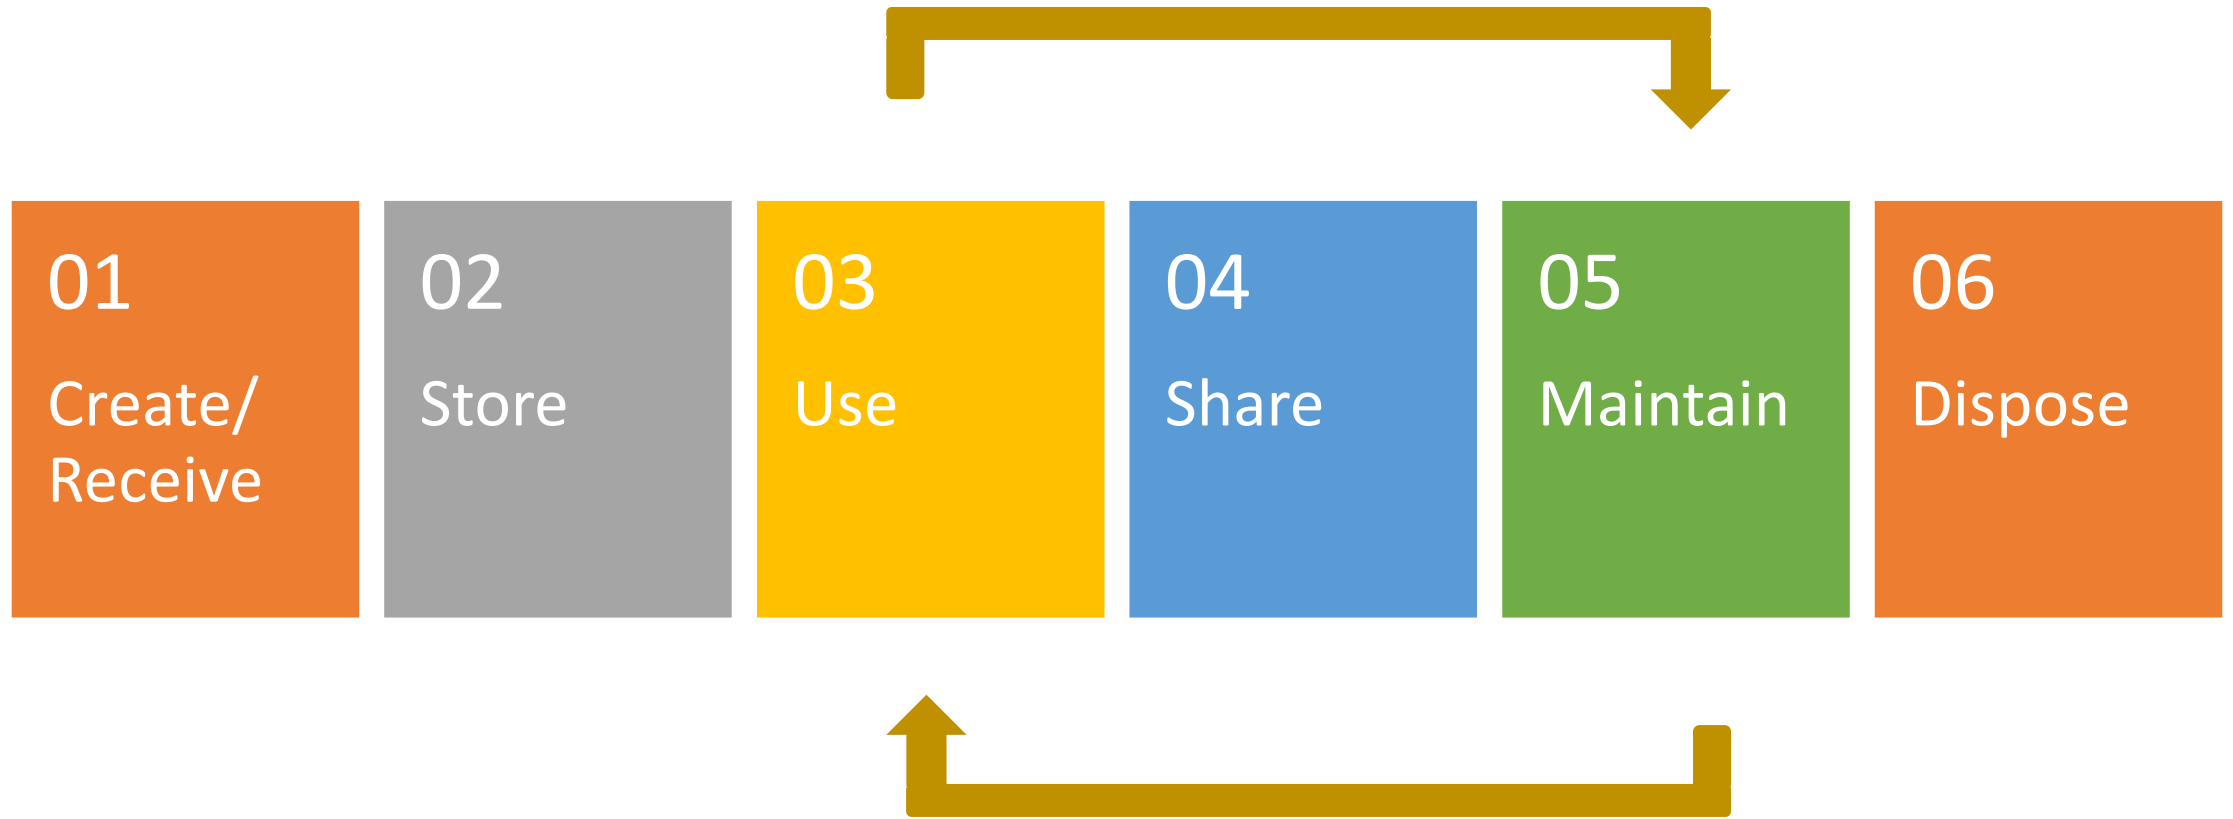 01
Create/
Receive
02
Store
03
Use
04
Share
05
Maintain
06
Dispose